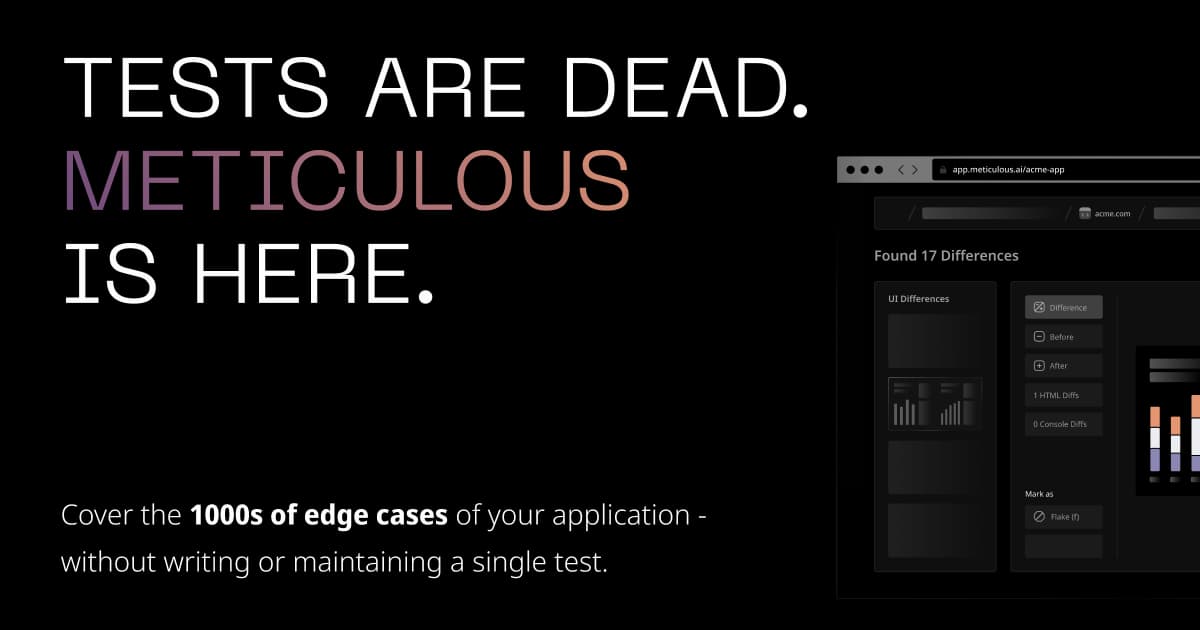 TESTS ARE DEAD.
METICULOUS
IS HERE.
Cover the 1000s of edge cases of your application -
without writing or maintaining a single test.
app.meticulous.ai/acme-app
acme.com
Found 17 Differences
UI Differences
Difference
Before
After
1 HTML Diffs
0 Console Diffs
Mark as
Flake (f)